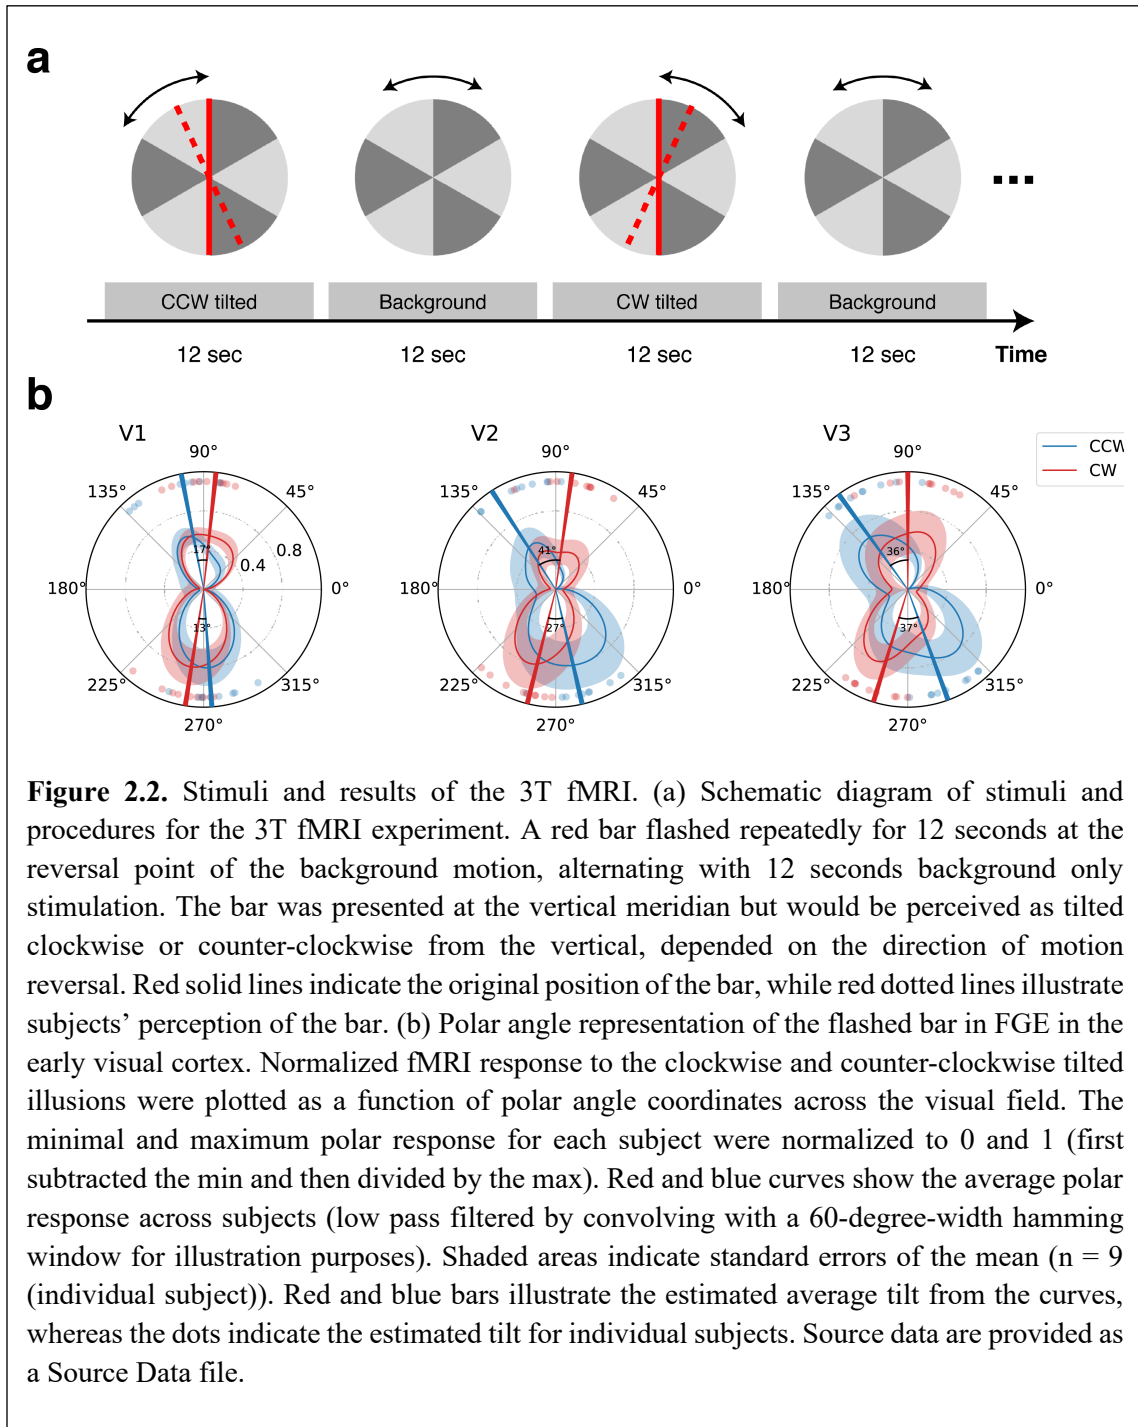 a
CCW tilted
Background
CW tilted
Background
12 sec
12 sec
12 sec
12 sec
Time
b
V1
90°
135°
45°
0.8
0.4
17°
180°
0°
13°
225°
315°
270°
V2
90°
135°
45°
41°
180°
0°
27°
225°
315°
270°
V3
90°
135°
45°
36°
180°
0°
37°
225°
315°
270°
CCW
CW
Figure 2.2. Stimuli and results of the 3T fMRI. (a) Schematic diagram of stimuli and
procedures for the 3T fMRI experiment. A red bar flashed repeatedly for 12 seconds at the
reversal point of the background motion, alternating with 12 seconds background only
stimulation. The bar was presented at the vertical meridian but would be perceived as tilted
clockwise or counter-clockwise from the vertical, depended on the direction of motion
reversal. Red solid lines indicate the original position of the bar, while red dotted lines illustrate
subjects’ perception of the bar. (b) Polar angle representation of the flashed bar in FGE in the
early visual cortex. Normalized fMRI response to the clockwise and counter-clockwise tilted
illusions were plotted as a function of polar angle coordinates across the visual field. The
minimal and maximum polar response for each subject were normalized to 0 and 1 (first
subtracted the min and then divided by the max). Red and blue curves show the average polar
response across subjects (low pass filtered by convolving with a 60-degree-width hamming
window for illustration purposes). Shaded areas indicate standard errors of the mean (n = 9
(individual subject)). Red and blue bars illustrate the estimated average tilt from the curves,
whereas the dots indicate the estimated tilt for individual subjects. Source data are provided as
a Source Data file.